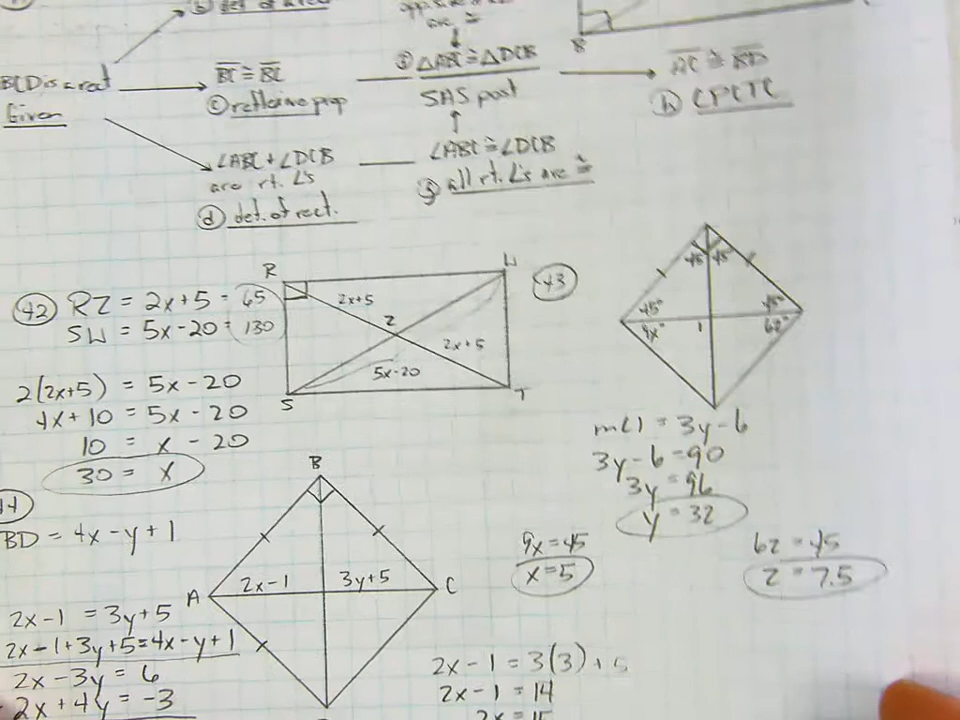 are ≅
B
BCD is a rect
Given
BC ≅ BC
ⓒ reflexive prop
△ABC ≅ △DCB
SAS post
AC ≅ BD
ⓗ CPCTC
∠ABC + ∠DCB
are rt. ∠s
ⓓ def. of rect.
∠ABC ≅ ∠DCB
ⓖ all rt. ∠s are ≅
42 RZ = 2x+5 = 65
SW = 5x-20 = 130
2(2x+5) = 5x-20
4x+10 = 5x-20
10 = x - 20
30 = x
R
W
2x+5
Z
2x+5
5x-20
S
T
43
45 45
45° 45°
9x° 1 6z°
m∠1 = 3y-6
3y-6=90
3y=96
y=32
9x=45
x=5
6z=45
z=7.5
44
BD = 4x-y+1
2x-1 = 3y+5
2x-1+3y+5=4x-y+1
2x-3y = 6
2x+4y = -3
B
2x-1 3y+5
A
C
2x-1 = 3(3)+5
2x-1 = 14
2x=15